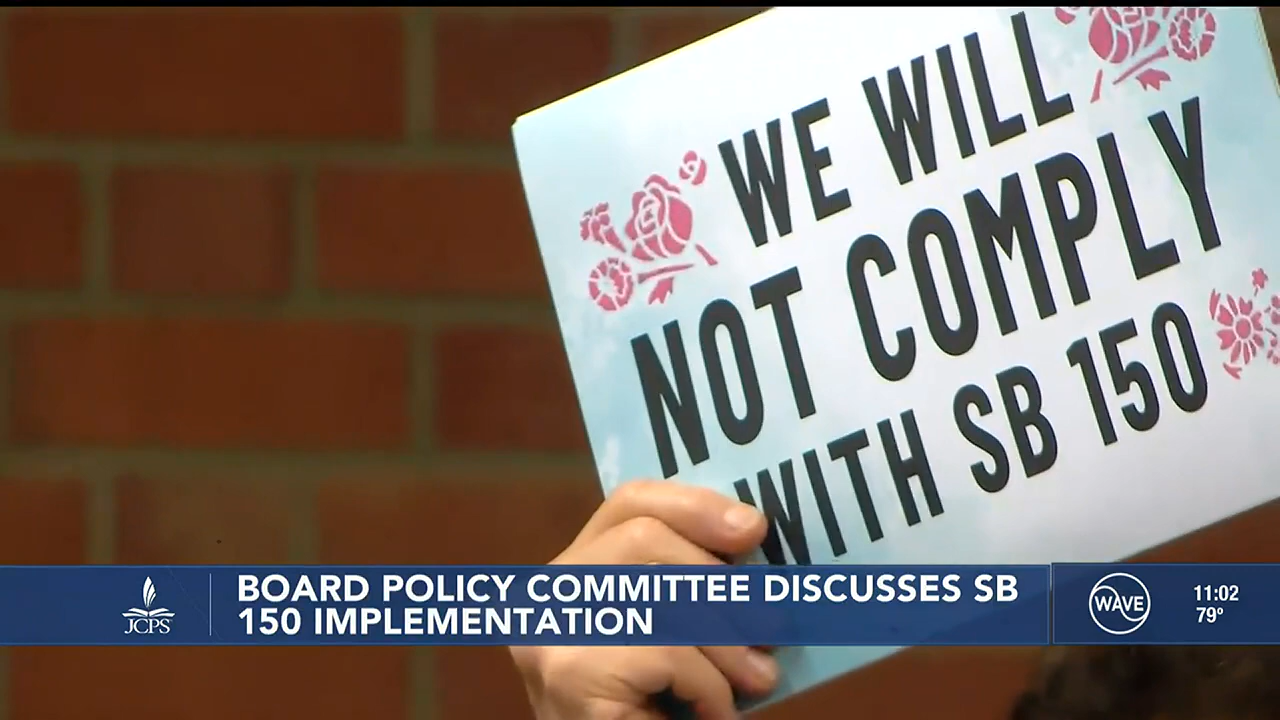 WE WILL
NOT COMPLY
WITH SB 150
JCPS
BOARD POLICY COMMITTEE DISCUSSES SB
150 IMPLEMENTATION
WAVE
11:02
79°